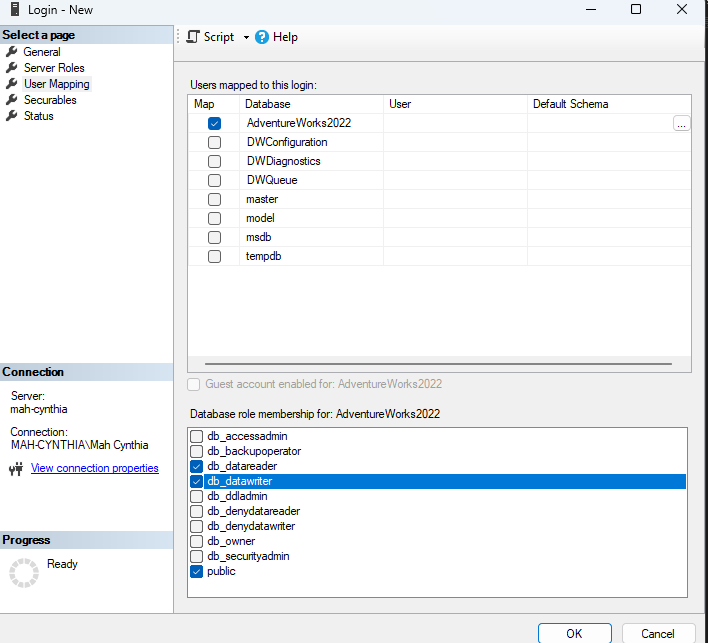 Login - New
Select a page
General
Server Roles
User Mapping
Securables
Status
Script Help
Users mapped to this login:
Map Database User Default Schema
AdventureWorks2022
...
DWConfiguration
DWDiagnostics
DWQueue
master
model
msdb
tempdb
Guest account enabled for: AdventureWorks2022
Database role membership for: AdventureWorks2022
db_accessadmin
db_backupoperator
db_datareader
db_datawriter
db_ddladmin
db_denydatareader
db_denydatawriter
db_owner
db_securityadmin
public
Connection
Server:
mah-cynthia
Connection:
MAH-CYNTHIA\Mah Cynthia
View connection properties
Progress
Ready
OK Cancel